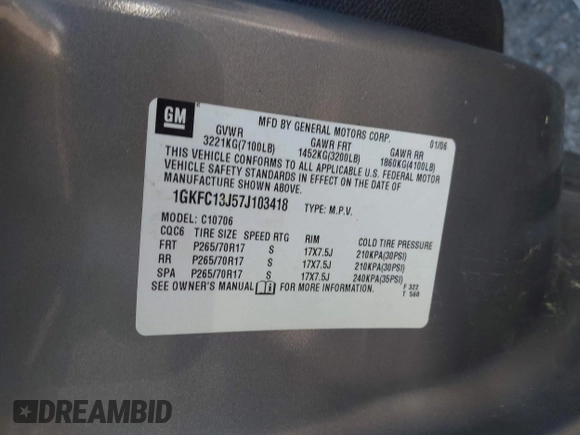 GM
MFD BY GENERAL MOTORS CORP. 01/06
GVWR GAWR FRT GAWR RR
3221KG(7100LB) 1452KG(3200LB) 1860KG(4100LB)
THIS VEHICLE CONFORMS TO ALL APPLICABLE U.S. FEDERAL MOTOR
VEHICLE SAFETY STANDARDS IN EFFECT ON THE DATE OF
MANUFACTURE SHOWN ABOVE.
1GKFC13J57J103418 TYPE: M.P.V.
MODEL: C10706
CQC6 TIRE SIZE SPEED RTG RIM COLD TIRE PRESSURE
FRT P265/70R17 S 17X7.5J 210KPA(30PSI)
RR P265/70R17 S 17X7.5J 210KPA(30PSI)
SPA P265/70R17 S 17X7.5J 240KPA(35PSI)
SEE OWNER'S MANUAL FOR MORE INFORMATION.
F 322
T 560
DREAMBID